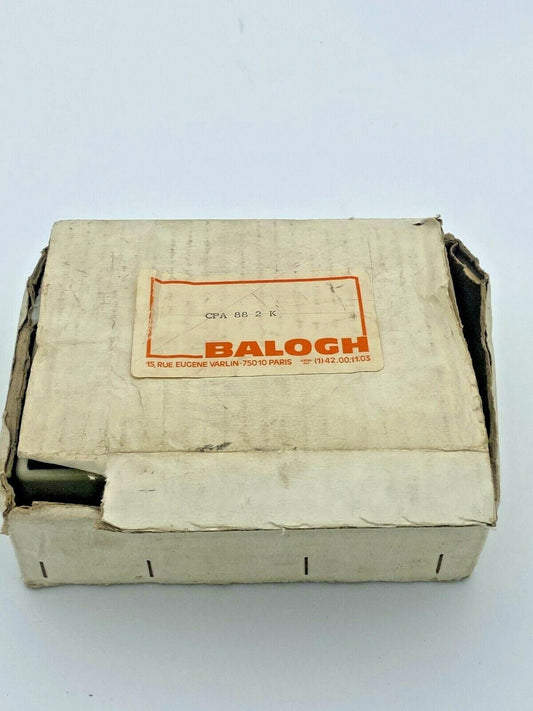 CPA 88 2 K
BALOGH
15, RUE EUGENE VARLIN-75010 PARIS (1) 42.00.11.03